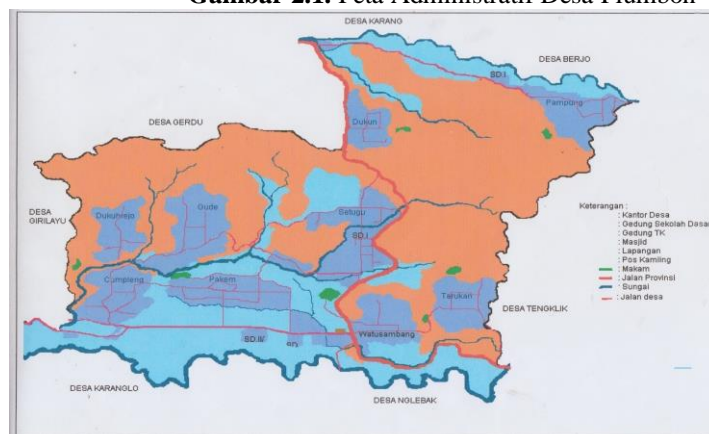 Gambar 2.1. Peta Administratif Desa Plumbon
DESA KARANG
DESA BERJO
SD.I
Pampung
Dukun
DESA GERDU
DESA GIRILAYU
Dukuhrejo
Gude
Selugu
SD.I
Keterangan :
: Kantor Desa
: Gedung Sekolah Dasar
: Gedung TK
: Masjid
: Lapangan
: Pos Kamling
: Makam
: Jalan Provinsi
: Sungai
: Jalan desa
Cumpleng
Pakem
Tarukan
DESA TENGKLIK
Watusambang
SD.II/
DESA KARANGLO
DESA NGLEBAK